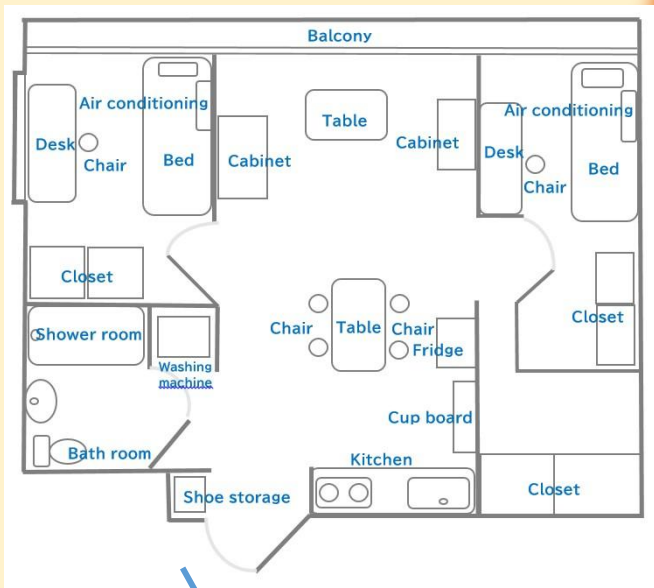 Balcony
Air conditioning
Desk
Chair
Bed
Cabinet
Table
Cabinet
Air conditioning
Desk
Chair
Bed
Closet
Closet
Chair
Table
Chair
Fridge
Shower room
Washing
machine
Cup board
Bath room
Kitchen
Shoe storage
Closet